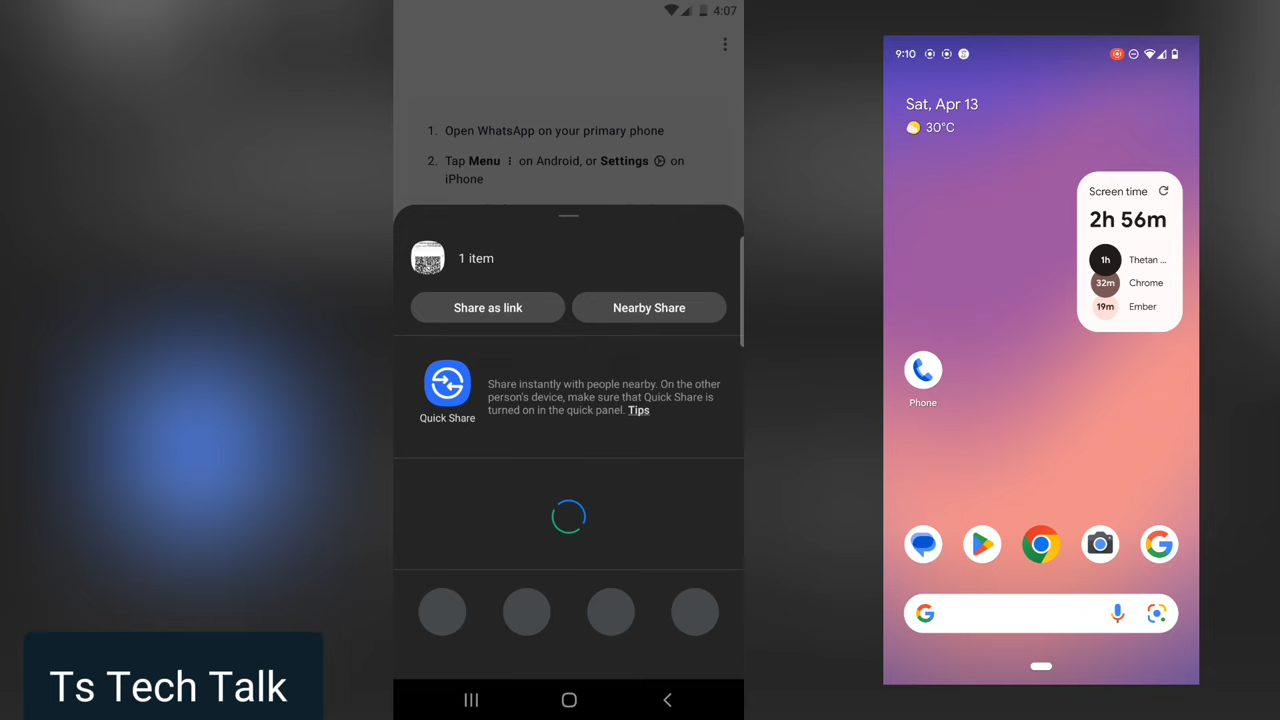 4:07
1. Open WhatsApp on your primary phone
2. Tap Menu on Android, or Settings on
iPhone
1 item
Share as link
Nearby Share
Quick Share
Share instantly with people nearby. On the other
person's device, make sure that Quick Share is
turned on in the quick panel. Tips
Ts Tech Talk
9:10
Sat, Apr 13
30°C
Screen time
2h 56m
1h Thetan ...
32m Chrome
19m Ember
Phone